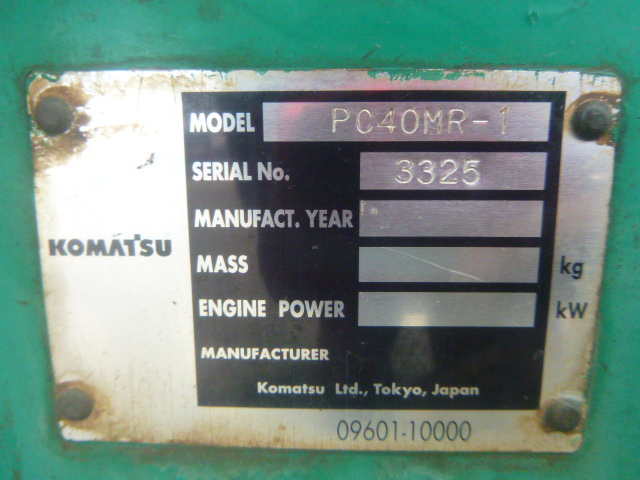 MODEL PC40MR-1
SERIAL No. 3325
MANUFACT. YEAR
KOMATSU
MASS kg
ENGINE POWER kW
MANUFACTURER
Komatsu Ltd., Tokyo, Japan
09601-10000